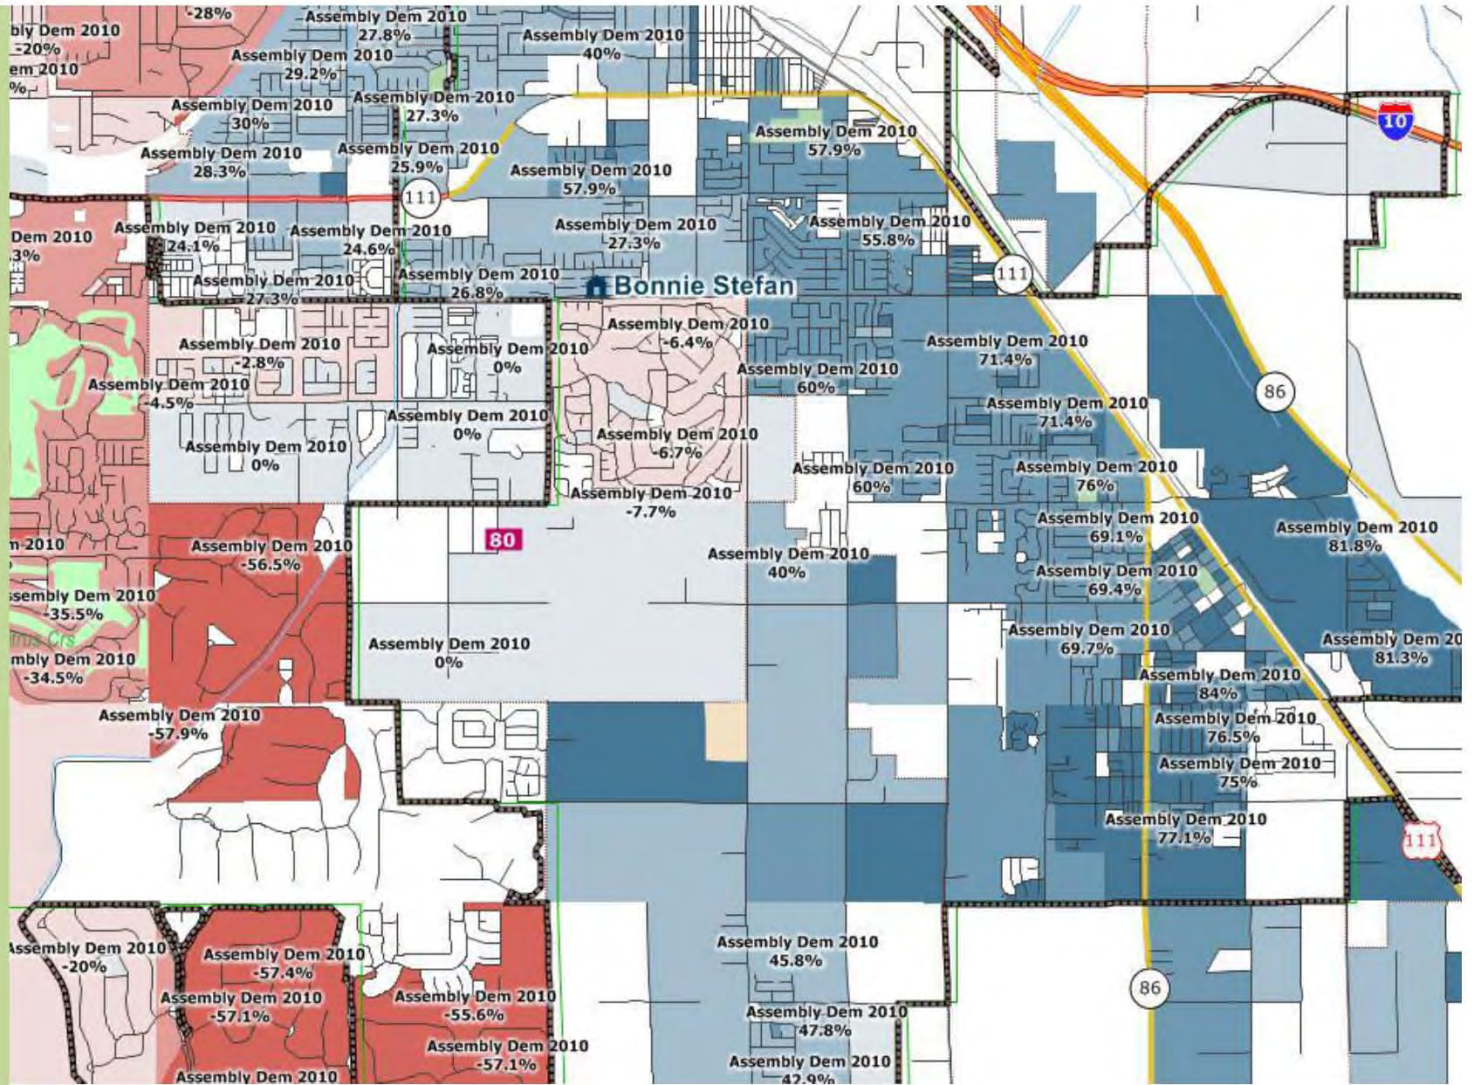 -28%
Assembly Dem 2010
27.8%
bly Dem 2010
-20%
Assembly Dem 2010
40%
Assembly Dem 2010
29.2%
em 2010
%
Assembly Dem 2010
30%
Assembly Dem 2010
27.3%
10
Assembly Dem 2010
57.9%
Assembly Dem 2010
28.3%
Assembly Dem 2010
25.9%
Assembly Dem 2010
57.9%
111
Dem 2010
3%
Assembly Dem 2010
24.1%
Assembly Dem 2010
24.6%
Assembly Dem 2010
27.3%
Assembly Dem 2010
55.8%
111
Assembly Dem 2010
27.3%
Assembly Dem 2010
26.8%
Bonnie Stefan
Assembly Dem 2010
-6.4%
Assembly Dem 2010
-2.8%
Assembly Dem 2010
0%
Assembly Dem 2010
71.4%
Assembly Dem 2010
-4.5%
Assembly Dem 2010
60%
86
Assembly Dem 2010
71.4%
Assembly Dem 2010
0%
Assembly Dem 2010
-6.7%
Assembly Dem 2010
0%
Assembly Dem 2010
60%
Assembly Dem 2010
76%
Assembly Dem 2010
-7.7%
Assembly Dem 2010
69.1%
Assembly Dem 2010
81.8%
80
m 2010
Assembly Dem 2010
-56.5%
Assembly Dem 2010
40%
Assembly Dem 2010
69.4%
ssembly Dem 2010
-35.5%
Crs
Assembly Dem 2010
69.7%
Assembly Dem 20
81.3%
Assembly Dem 2010
0%
mbly Dem 2010
-34.5%
Assembly Dem 2010
84%
Assembly Dem 2010
-57.9%
Assembly Dem 2010
76.5%
Assembly Dem 2010
75%
Assembly Dem 2010
77.1%
111
Assembly Dem 2010
-20%
Assembly Dem 2010
-57.4%
Assembly Dem 2010
45.8%
Assembly Dem 2010
-57.1%
Assembly Dem 2010
-55.6%
86
Assembly Dem 2010
47.8%
Assembly Dem 2010
-57.1%
Assembly Dem 2010
42.9%
Assembly Dem 2010